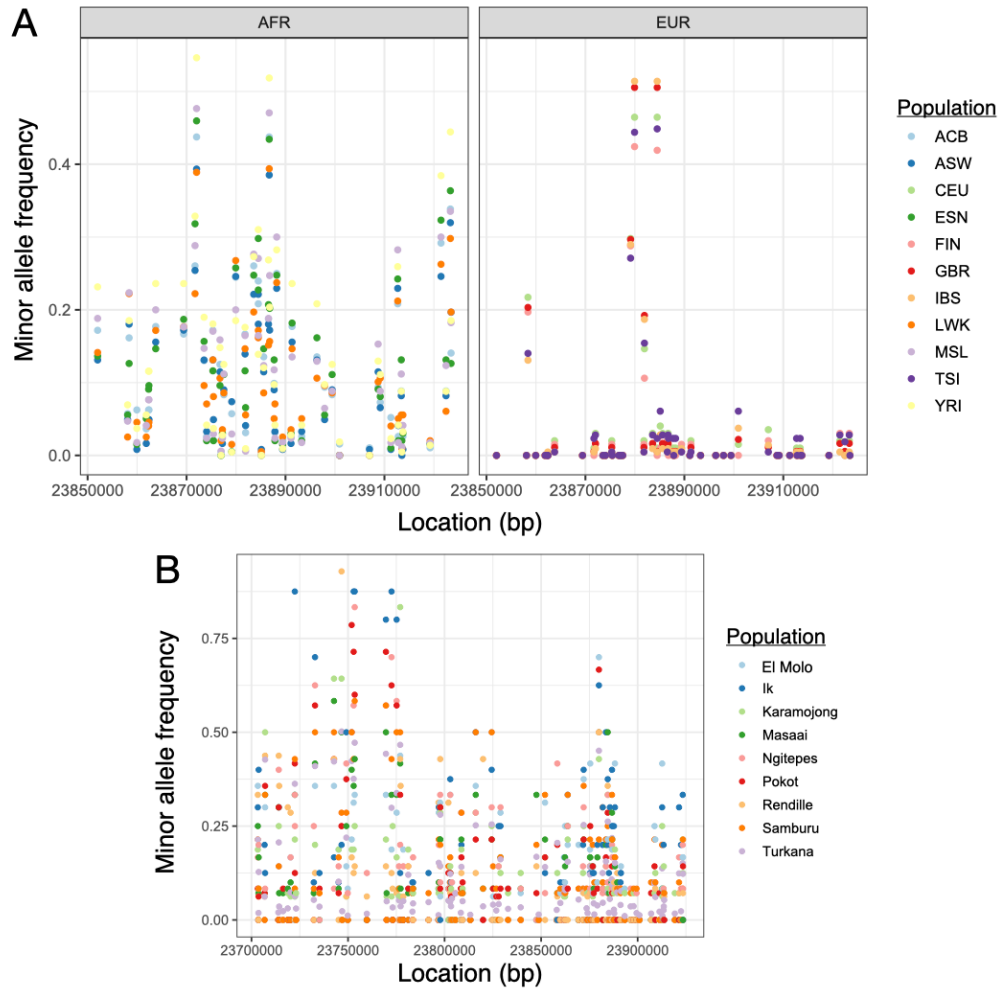 A
AFR
EUR
Minor allele frequency
0.4
0.2
0.0
23850000
23870000
23890000
23910000
23850000
23870000
23890000
23910000
Location (bp)
Population
ACB
ASW
CEU
ESN
FIN
GBR
IBS
LWK
MSL
TSI
YRI
B
Minor allele frequency
0.75
0.50
0.25
0.00
23700000
23750000
23800000
23850000
23900000
Location (bp)
Population
El Molo
Ik
Karamojong
Masaai
Ngitepes
Pokot
Rendille
Samburu
Turkana